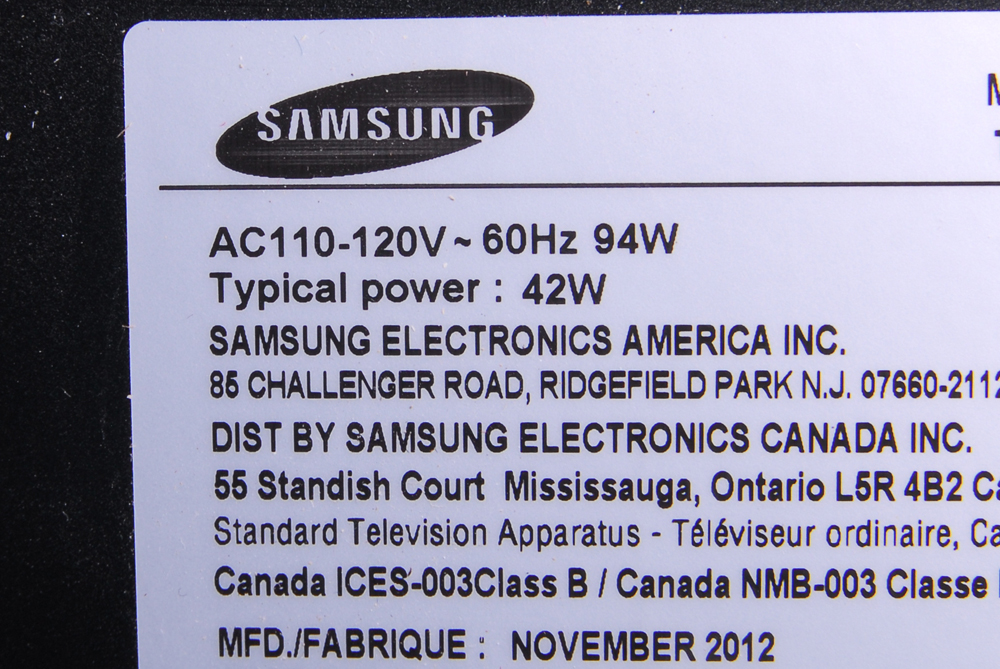 SAMSUNG
AC110-120V~ 60Hz 94W
Typical power : 42W
SAMSUNG ELECTRONICS AMERICA INC.
85 CHALLENGER ROAD, RIDGEFIELD PARK N.J. 07660-2112
DIST BY SAMSUNG ELECTRONICS CANADA INC.
55 Standish Court Mississauga, Ontario L5R 4B2
Standard Television Apparatus - Téléviseur ordinaire,
Canada ICES-003Class B / Canada NMB-003 Classe
MFD./FABRIQUE : NOVEMBER 2012